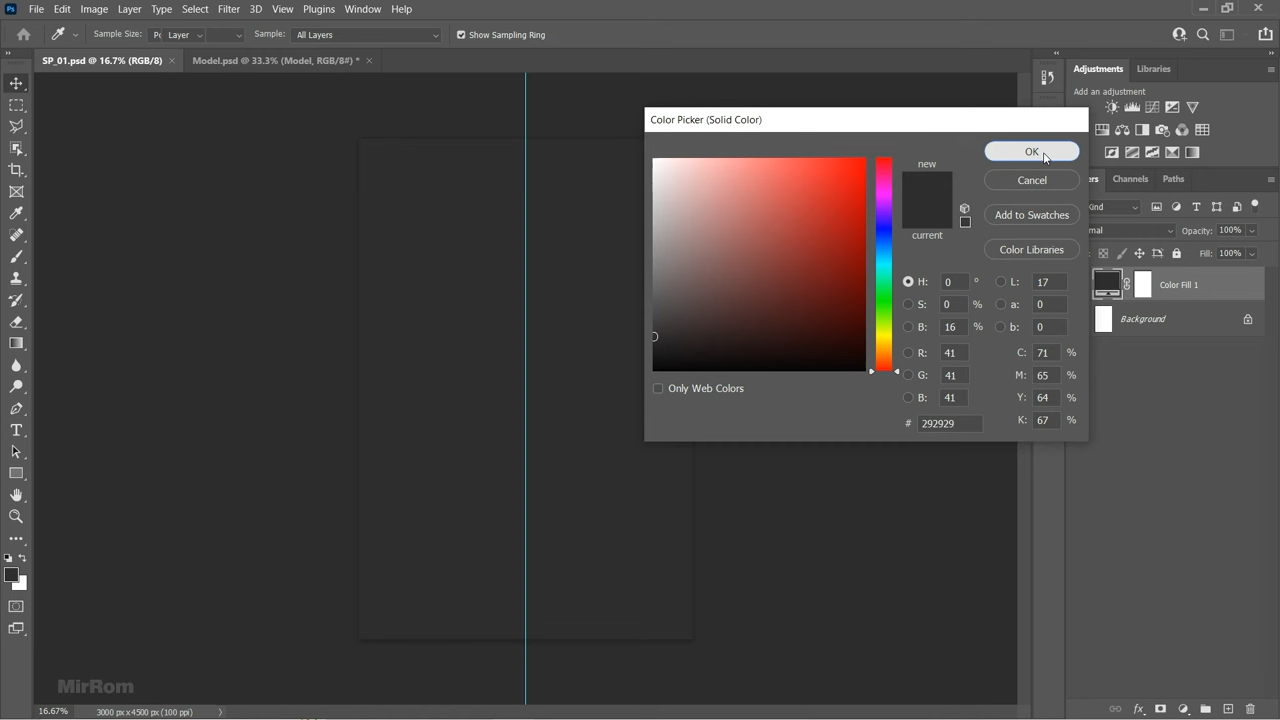 Ps File Edit Image Layer Type Select Filter 3D View Plugins Window Help
Sample Size: Layer Sample: All Layers Show Sampling Ring
SP_01.psd @ 16.7% (RGB/8) × Model.psd @ 33.3% (Model, RGB/8#) * ×
Adjustments Libraries
Add an adjustment
Color Picker (Solid Color)
new
current
OK
Cancel
Add to Swatches
Color Libraries
H: 0 °
S: 0 %
B: 16 %
R: 41
G: 41
B: 41
# 292929
L: 17
a: 0
b: 0
C: 71 %
M: 65 %
Y: 64 %
K: 67 %
Only Web Colors
Channels Paths
Kind
Opacity: 100%
Fill: 100%
Color Fill 1
Background
MirRom
16.67% 3000 px x 4500 px (100 ppi)